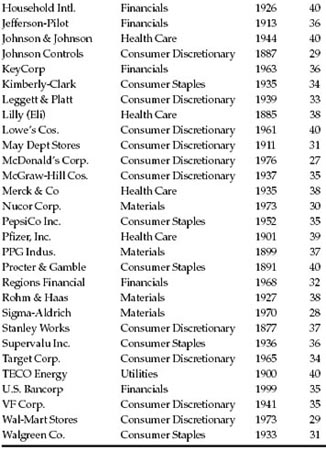 Household Intl. Financials 1926 40
Jefferson-Pilot Financials 1913 36
Johnson & Johnson Health Care 1944 40
Johnson Controls Consumer Discretionary 1887 29
KeyCorp Financials 1963 36
Kimberly-Clark Consumer Staples 1935 34
Leggett & Platt Consumer Discretionary 1939 33
Lilly (Eli) Health Care 1885 38
Lowe's Cos. Consumer Discretionary 1961 40
May Dept Stores Consumer Discretionary 1911 31
McDonald's Corp. Consumer Discretionary 1976 27
McGraw-Hill Cos. Consumer Discretionary 1937 35
Merck & Co Health Care 1935 38
Nucor Corp. Materials 1973 30
PepsiCo Inc. Consumer Staples 1952 35
Pfizer, Inc. Health Care 1901 39
PPG Indus. Materials 1899 37
Procter & Gamble Consumer Staples 1891 40
Regions Financial Financials 1968 32
Rohm & Haas Materials 1927 38
Sigma-Aldrich Materials 1970 28
Stanley Works Consumer Discretionary 1877 37
Supervalu Inc. Consumer Staples 1936 36
Target Corp. Consumer Discretionary 1965 34
TECO Energy Utilities 1900 40
U.S. Bancorp Financials 1999 35
VF Corp. Consumer Discretionary 1941 35
Wal-Mart Stores Consumer Discretionary 1973 29
Walgreen Co. Consumer Staples 1933 31